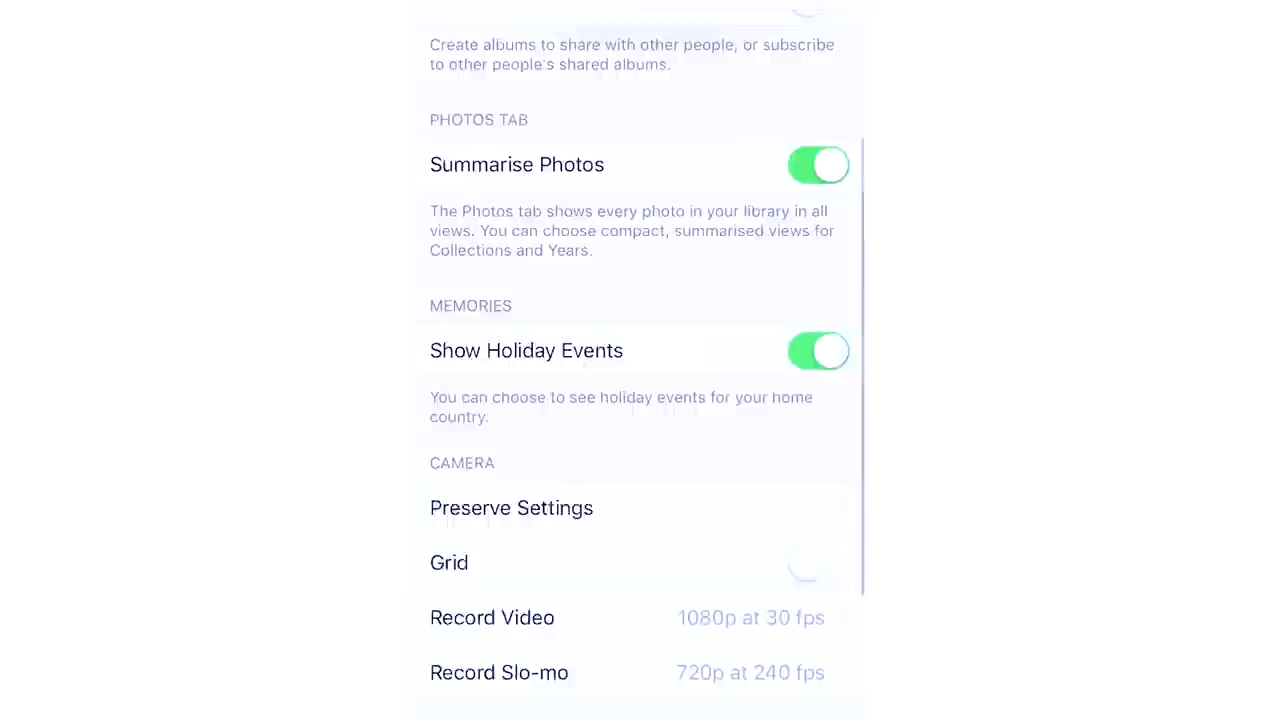 Create albums to share with other people, or subscribe
to other people's shared albums.
PHOTOS TAB
Summarise Photos
The Photos tab shows every photo in your library in all
views. You can choose compact, summarised views for
Collections and Years.
MEMORIES
Show Holiday Events
You can choose to see holiday events for your home
country.
CAMERA
Preserve Settings
Grid
Record Video 1080p at 30 fps
Record Slo-mo 720p at 240 fps